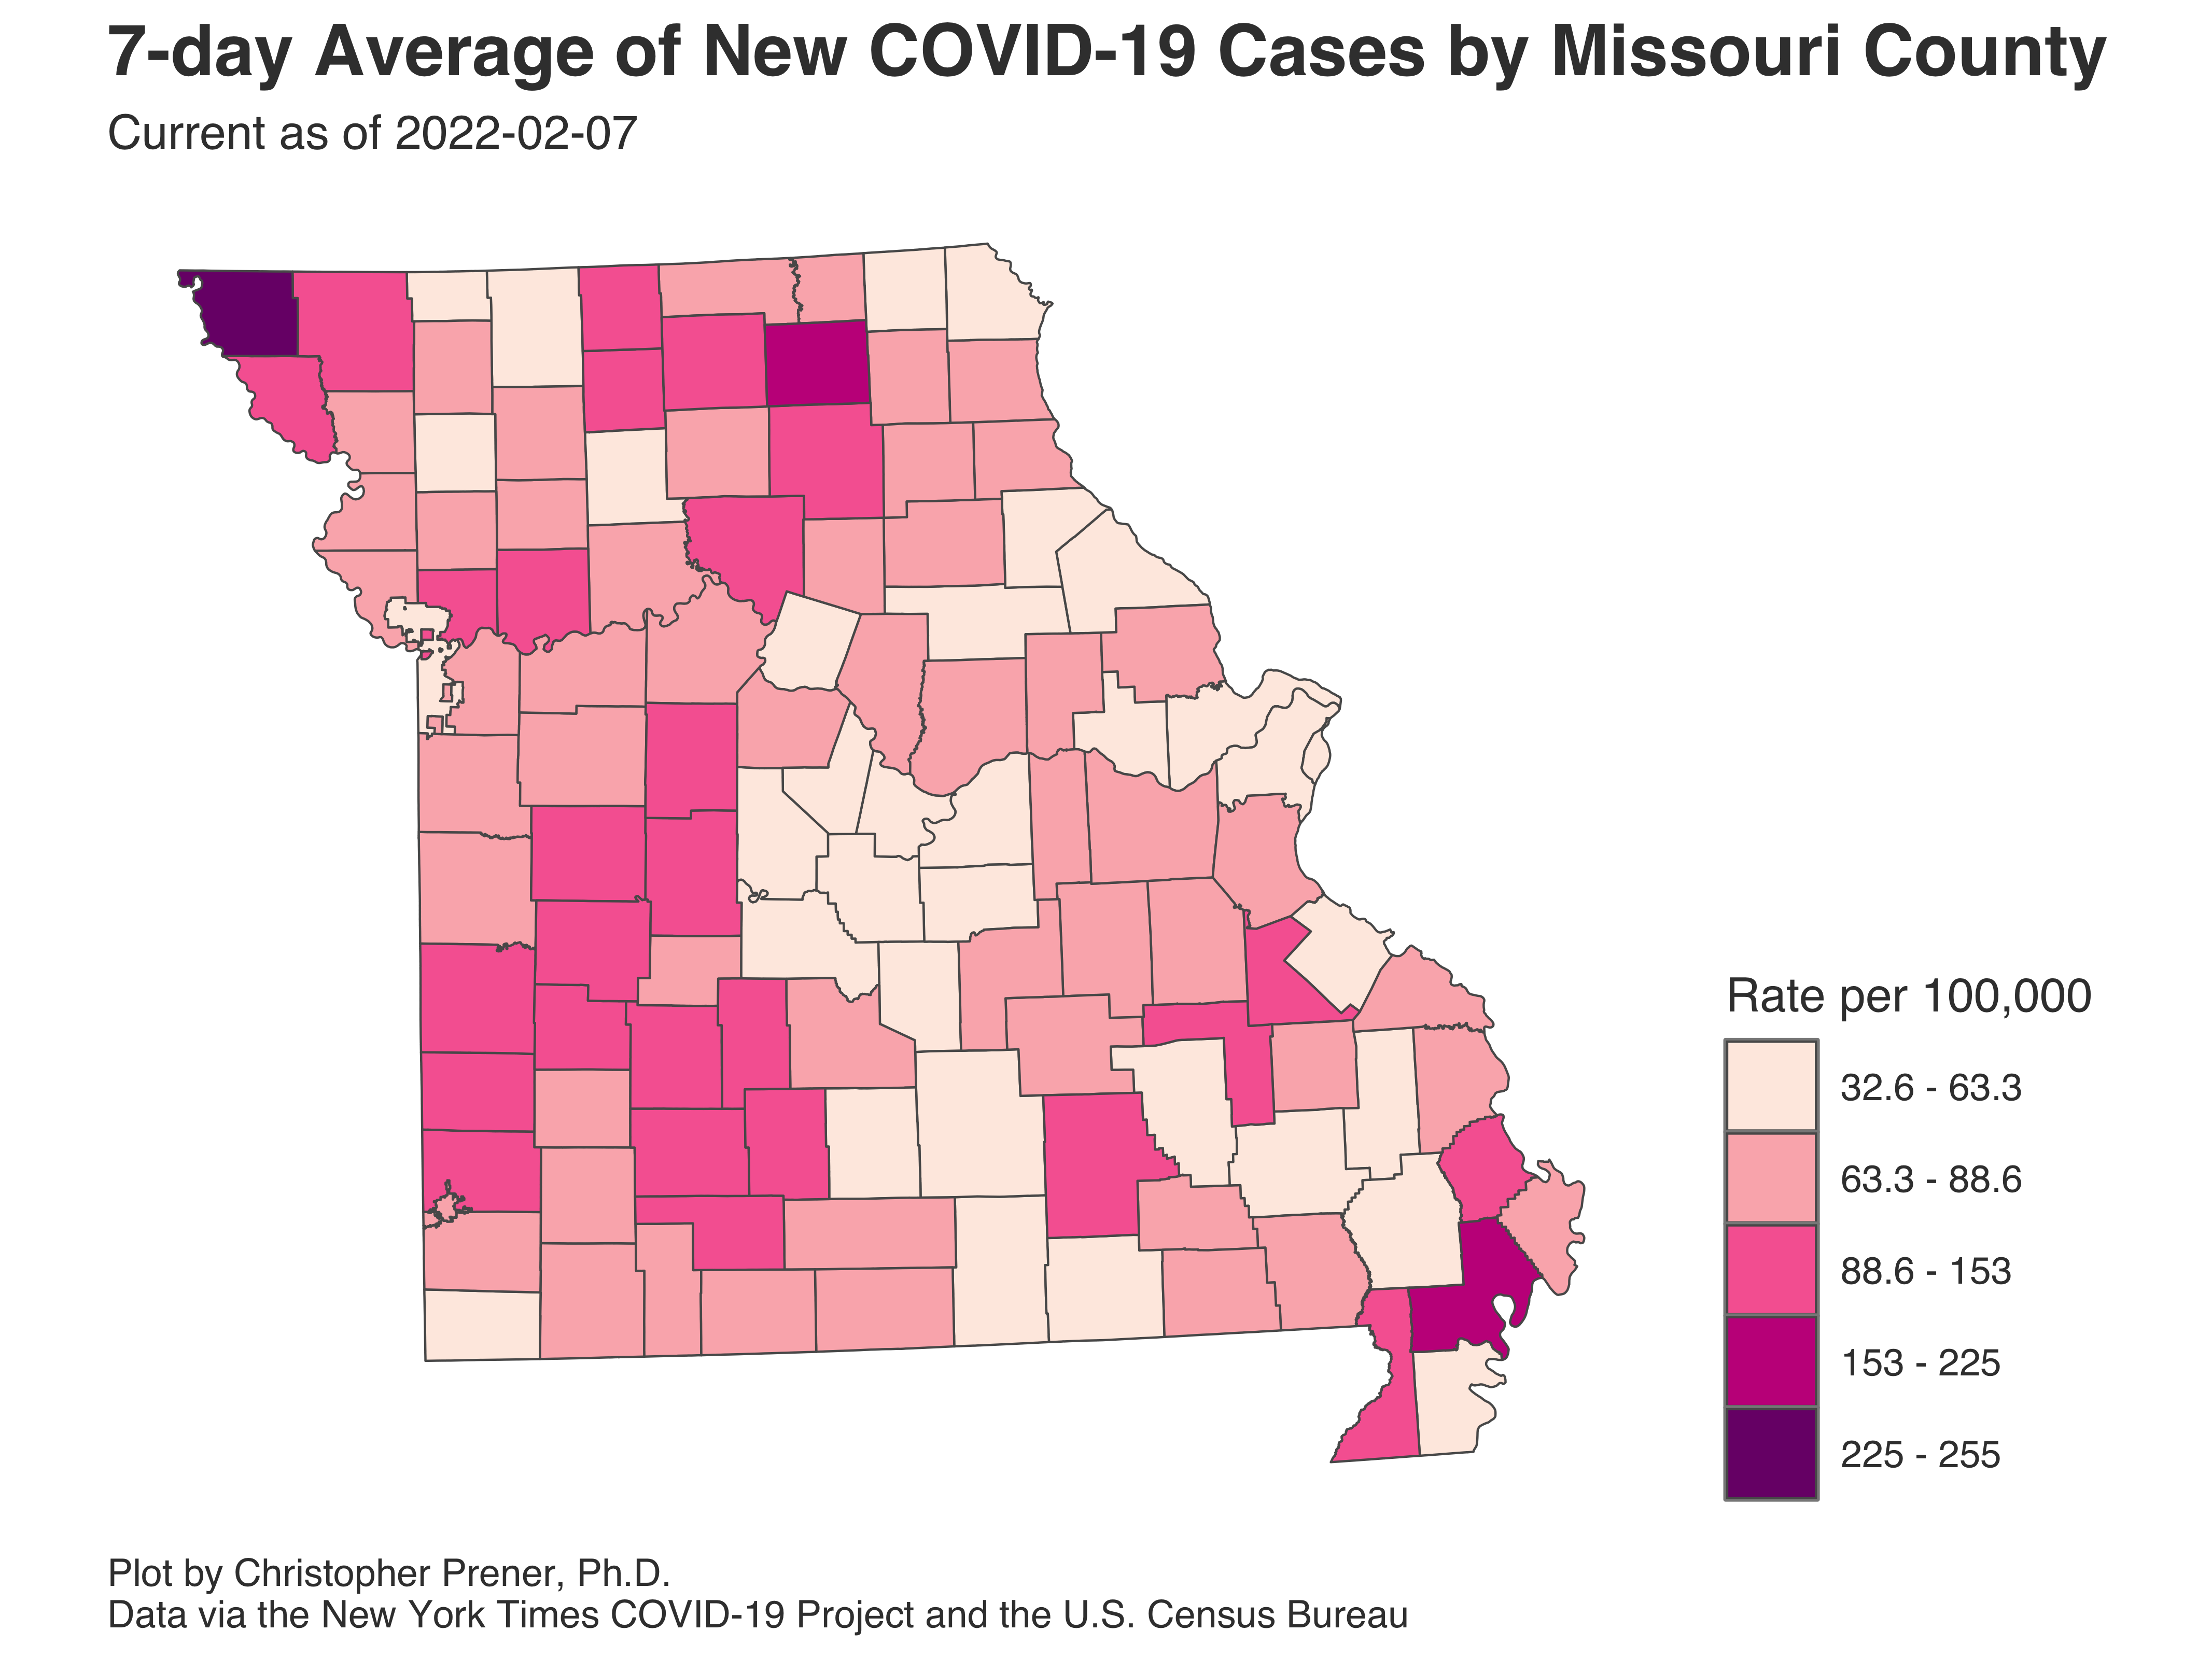 7-day Average of New COVID-19 Cases by Missouri County
Current as of 2022-02-07
Rate per 100,000
32.6 - 63.3
63.3 - 88.6
88.6 - 153
153 - 225
225 - 255
Plot by Christopher Prener, Ph.D.
Data via the New York Times COVID-19 Project and the U.S. Census Bureau